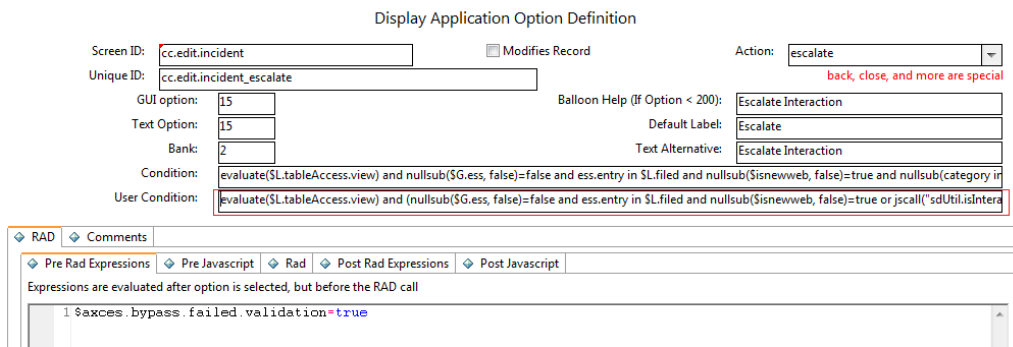 Display Application Option Definition
Screen ID: cc.edit.incident Modifies Record Action: escalate
Unique ID: cc.edit.incident_escalate back, close, and more are special
GUI option: 15 Balloon Help (If Option < 200): Escalate Interaction
Text Option: 15 Default Label: Escalate
Bank: 2 Text Alternative: Escalate Interaction
Condition: evaluate($L.tableAccess.view) and nullsub($G.ess, false)=false and ess.entry in $L.filed and nullsub($isnewweb, false)=true and nullsub(category in
User Condition: evaluate($L.tableAccess.view) and (nullsub($G.ess, false)=false and ess.entry in $L.filed and nullsub($isnewweb, false)=true or jscall("sdUtil.isIntera
RAD Comments
Pre Rad Expressions Pre Javascript Rad Post Rad Expressions Post Javascript
Expressions are evaluated after option is selected, but before the RAD call
1 $axces.bypass.failed.validation=true